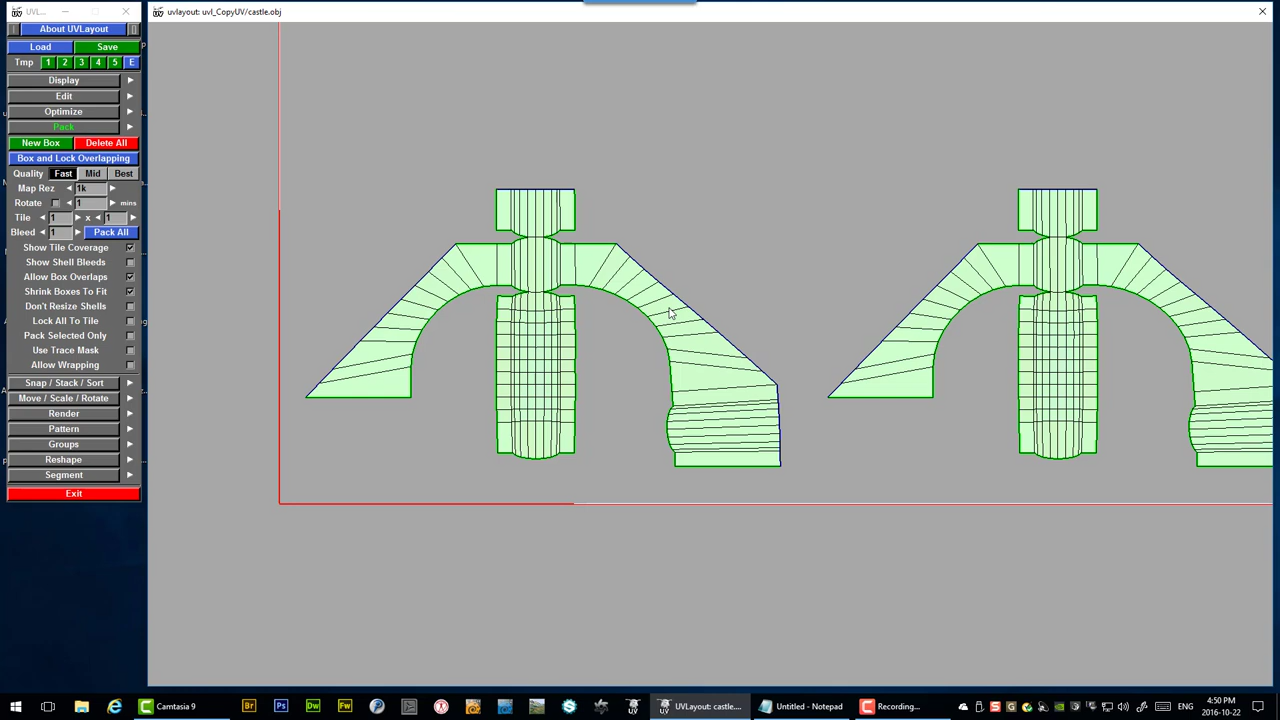 UVL...
uvlayout: uvl_CopyUV/castle.obj
About UVLayout
Load
Save
Tmp 1 2 3 4 5 E
Display
Edit
Optimize
Pack
New Box
Delete All
Box and Lock Overlapping
Quality Fast Mid Best
Map Rez 1k
Rotate 1 mins
Tile 1 x 1
Bleed 1 Pack All
Show Tile Coverage
Show Shell Bleeds
Allow Box Overlaps
Shrink Boxes To Fit
Don't Resize Shells
Lock All To Tile
Pack Selected Only
Use Trace Mask
Allow Wrapping
Snap / Stack / Sort
Move / Scale / Rotate
Render
Pattern
Groups
Reshape
Segment
Exit
Camtasia 9
Br
Ps
Dw
Fw
UVLayout: castle....
Untitled - Notepad
Recording...
ENG
4:50 PM
2016-10-22